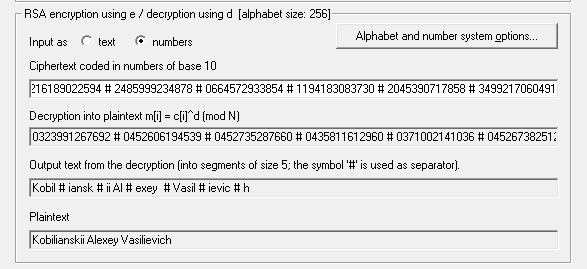 RSA encryption using e / decryption using d [alphabet size: 256]
Input as text numbers Alphabet and number system options...
Ciphertext coded in numbers of base 10
216189022594 # 2485999234878 # 0664572933854 # 1194183083730 # 2045390717858 # 3499217060491
Decryption into plaintext m[i] = c[i]^d (mod N)
0323991267692 # 0452606194539 # 0452735287660 # 0435811612960 # 0371002141036 # 045267382512
Output text from the decryption (into segments of size 5; the symbol '#' is used as separator).
Kobil # iansk # ii Al # exey # Vasil # ievic # h
Plaintext
Kobilianskii Alexey Vasilievich